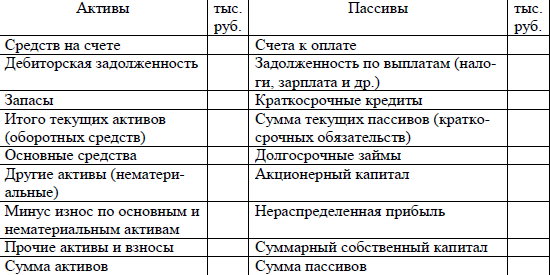 Активы тыс. руб. Пассивы тыс. руб.
Средств на счете Счета к оплате
Дебиторская задолженность Задолженность по выплатам (нало-
ги, зарплата и др.)
Запасы Краткосрочные кредиты
Итого текущих активов Сумма текущих пассивов (кратко-
(оборотных средств) срочных обязательств)
Основные средства Долгосрочные займы
Другие активы (нематери- Акционерный капитал
альные)
Минус износ по основным и Нераспределенная прибыль
нематериальным активам
Прочие активы и взносы Суммарный собственный капитал
Сумма активов Сумма пассивов